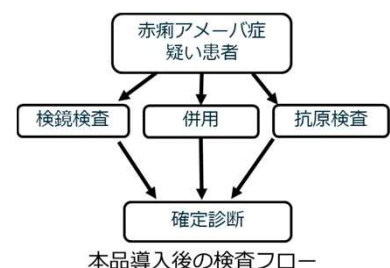 赤痢アメーバ症
疑い患者
検鏡検査
併用
抗原検査
確定診断
本品導入後の検査フロー